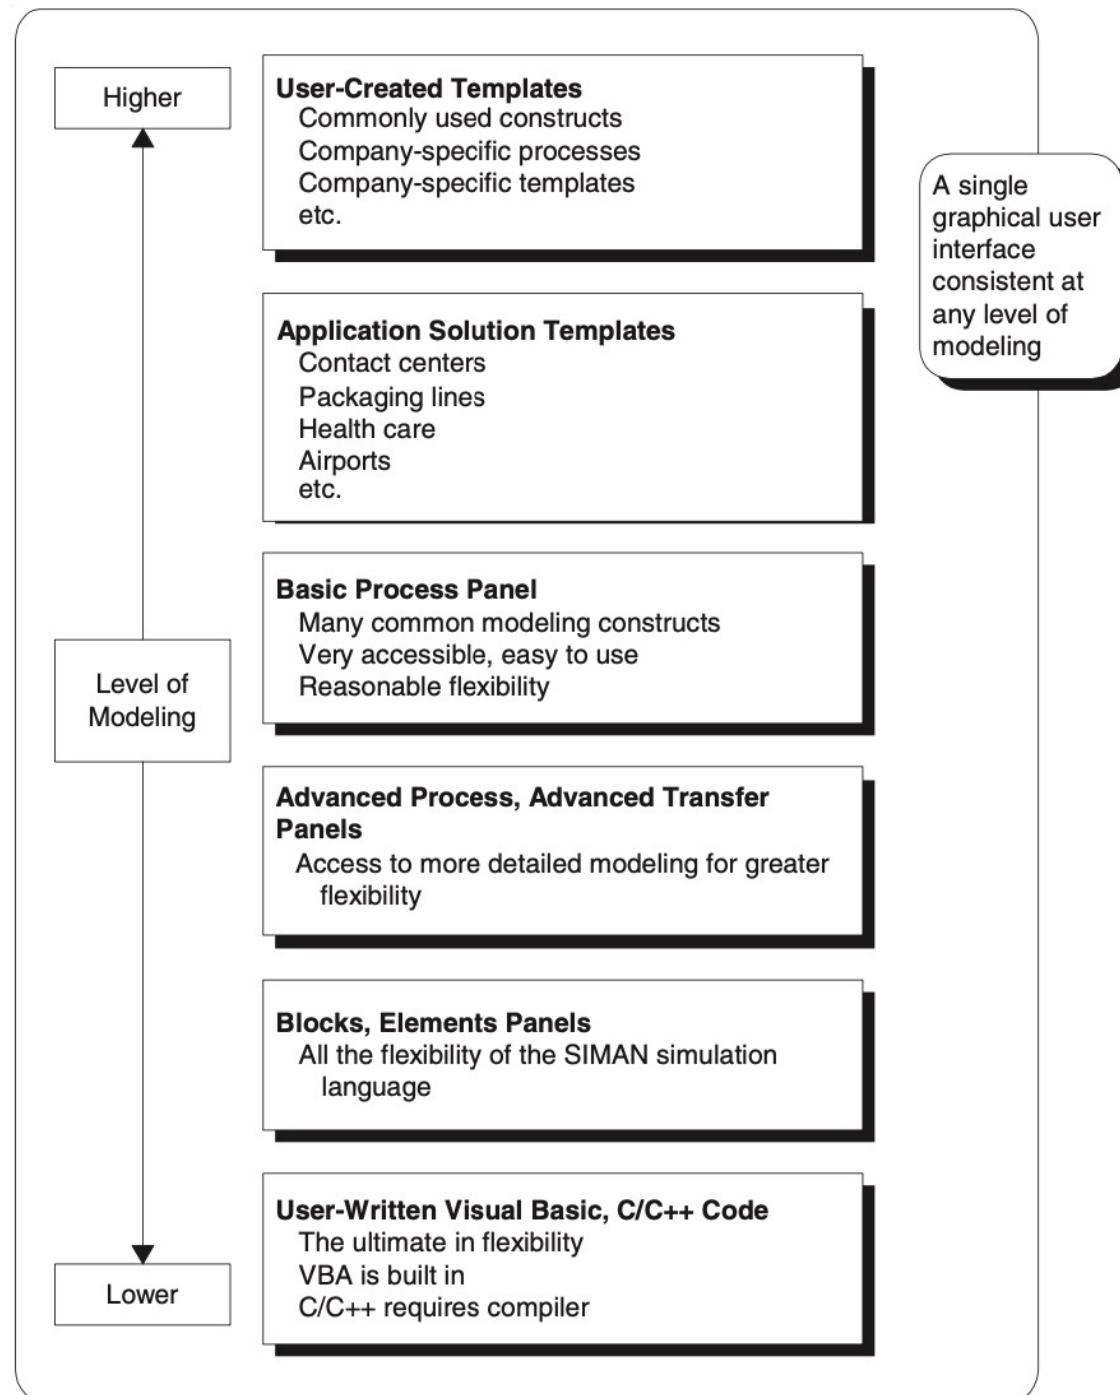 Higher
User-Created Templates
Commonly used constructs
Company-specific processes
Company-specific templates
etc.
A single
graphical user
interface
consistent at
any level of
modeling
Application Solution Templates
Contact centers
Packaging lines
Health care
Airports
etc.
Basic Process Panel
Many common modeling constructs
Very accessible, easy to use
Reasonable flexibility
Level of
Modeling
Advanced Process, Advanced Transfer
Panels
Access to more detailed modeling for greater
flexibility
Blocks, Elements Panels
All the flexibility of the SIMAN simulation
language
User-Written Visual Basic, C/C++ Code
The ultimate in flexibility
VBA is built in
C/C++ requires compiler
Lower